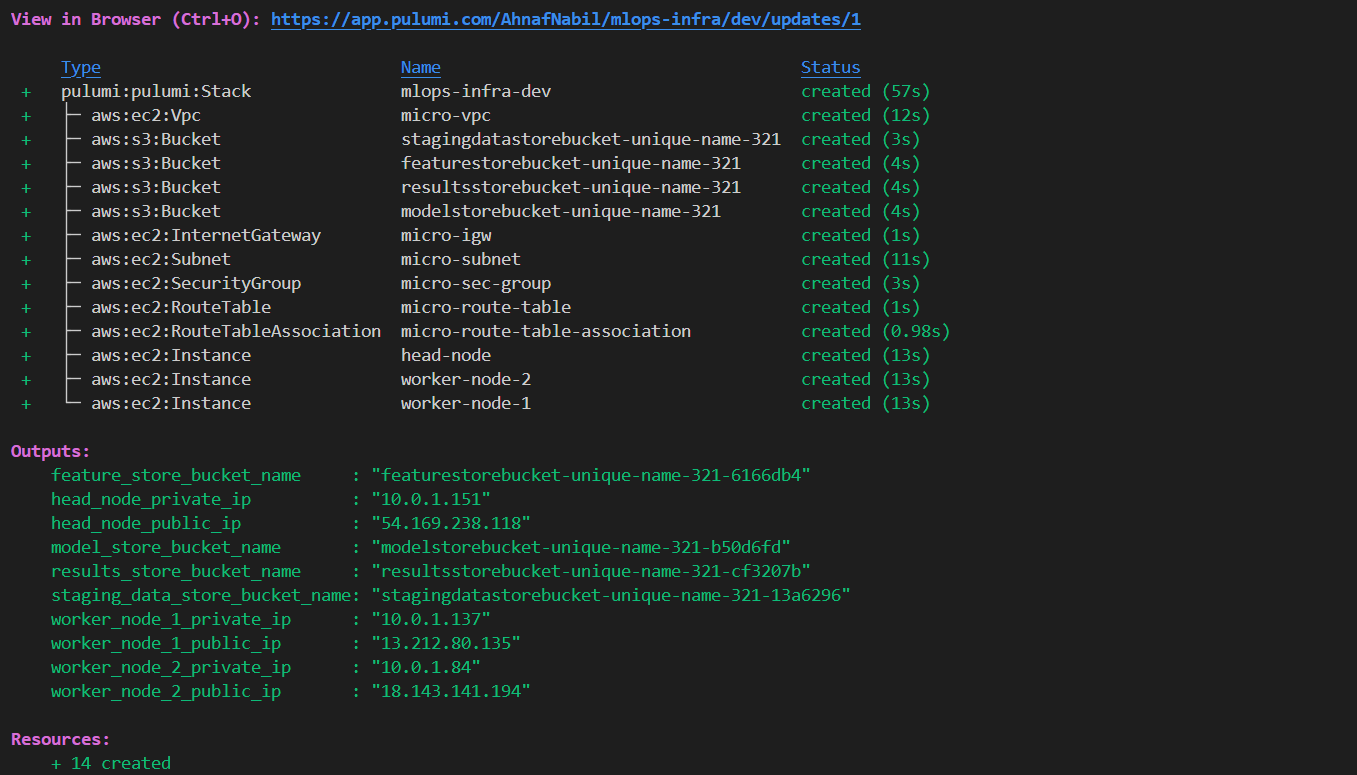 View in Browser (Ctrl+O): https://app.pulumi.com/AhnafNabil/mlops-infra/dev/updates/1
Type Name Status
+ pulumi:pulumi:Stack mlops-infra-dev created (57s)
+ ├─ aws:ec2:Vpc micro-vpc created (12s)
+ ├─ aws:s3:Bucket stagingdatastorebucket-unique-name-321 created (3s)
+ ├─ aws:s3:Bucket featurestorebucket-unique-name-321 created (4s)
+ ├─ aws:s3:Bucket resultsstorebucket-unique-name-321 created (4s)
+ ├─ aws:s3:Bucket modelstorebucket-unique-name-321 created (4s)
+ ├─ aws:ec2:InternetGateway micro-igw created (1s)
+ ├─ aws:ec2:Subnet micro-subnet created (11s)
+ ├─ aws:ec2:SecurityGroup micro-sec-group created (3s)
+ ├─ aws:ec2:RouteTable micro-route-table created (1s)
+ ├─ aws:ec2:RouteTableAssociation micro-route-table-association created (0.98s)
+ ├─ aws:ec2:Instance head-node created (13s)
+ ├─ aws:ec2:Instance worker-node-2 created (13s)
+ └─ aws:ec2:Instance worker-node-1 created (13s)
Outputs:
feature_store_bucket_name : "featurestorebucket-unique-name-321-6166db4"
head_node_private_ip : "10.0.1.151"
head_node_public_ip : "54.169.238.118"
model_store_bucket_name : "modelstorebucket-unique-name-321-b50d6fd"
results_store_bucket_name : "resultsstorebucket-unique-name-321-cf3207b"
staging_data_store_bucket_name: "stagingdatastorebucket-unique-name-321-13a6296"
worker_node_1_private_ip : "10.0.1.137"
worker_node_1_public_ip : "13.212.80.135"
worker_node_2_private_ip : "10.0.1.84"
worker_node_2_public_ip : "18.143.141.194"
Resources:
+ 14 created